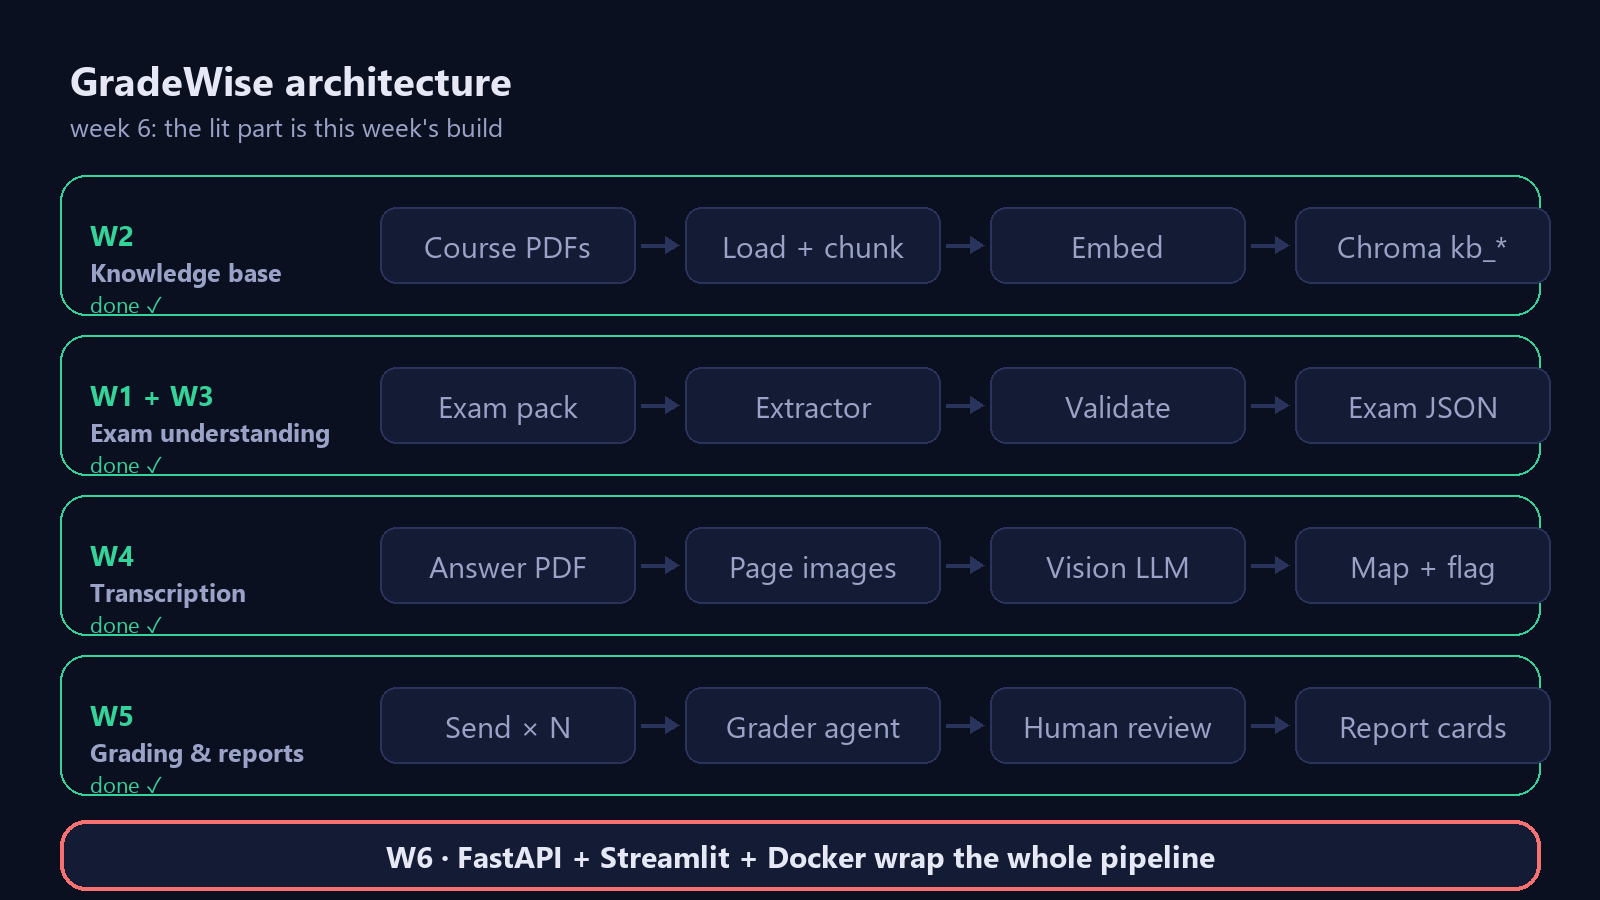 GradeWise architecture
week 6: the lit part is this week's build
W2
Knowledge base
done ✓
Course PDFs
Load + chunk
Embed
Chroma kb_*
W1 + W3
Exam understanding
done ✓
Exam pack
Extractor
Validate
Exam JSON
W4
Transcription
done ✓
Answer PDF
Page images
Vision LLM
Map + flag
W5
Grading & reports
done ✓
Send × N
Grader agent
Human review
Report cards
W6 · FastAPI + Streamlit + Docker wrap the whole pipeline